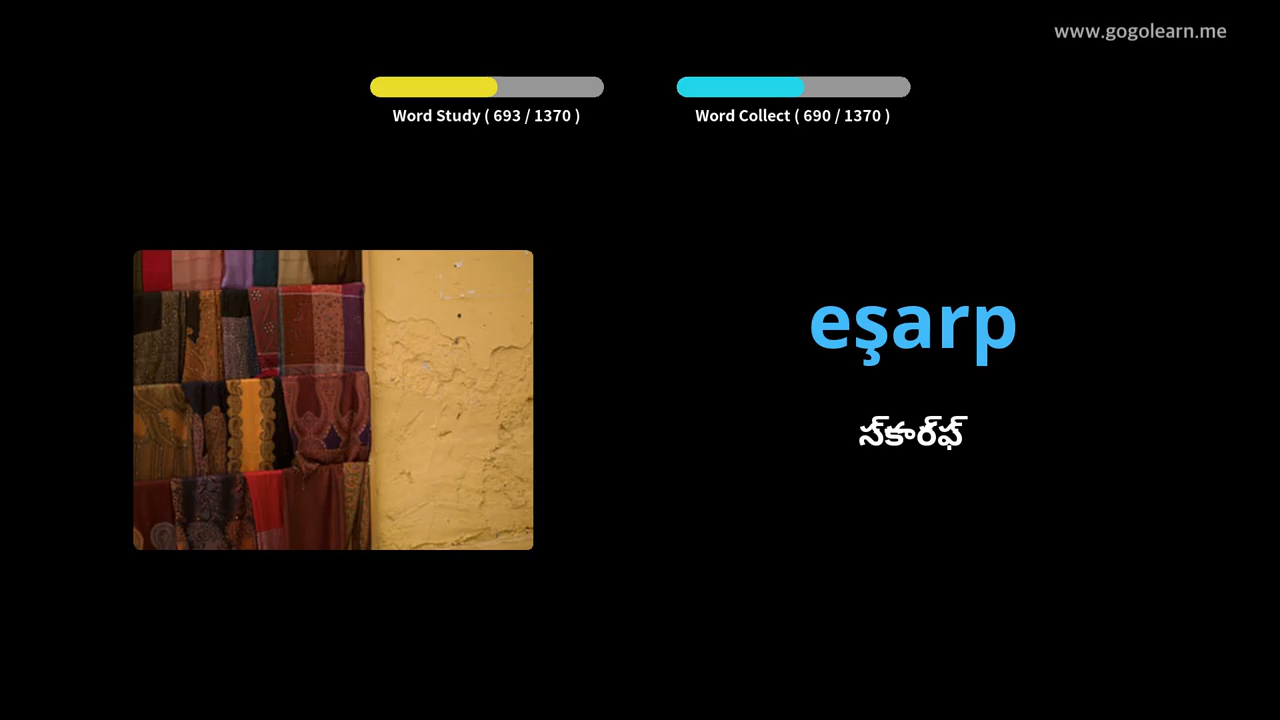 www.gogolearn.me
Word Study ( 693 / 1370 )
Word Collect ( 690 / 1370 )
eşarp
స్‌కార్‌ఫ్